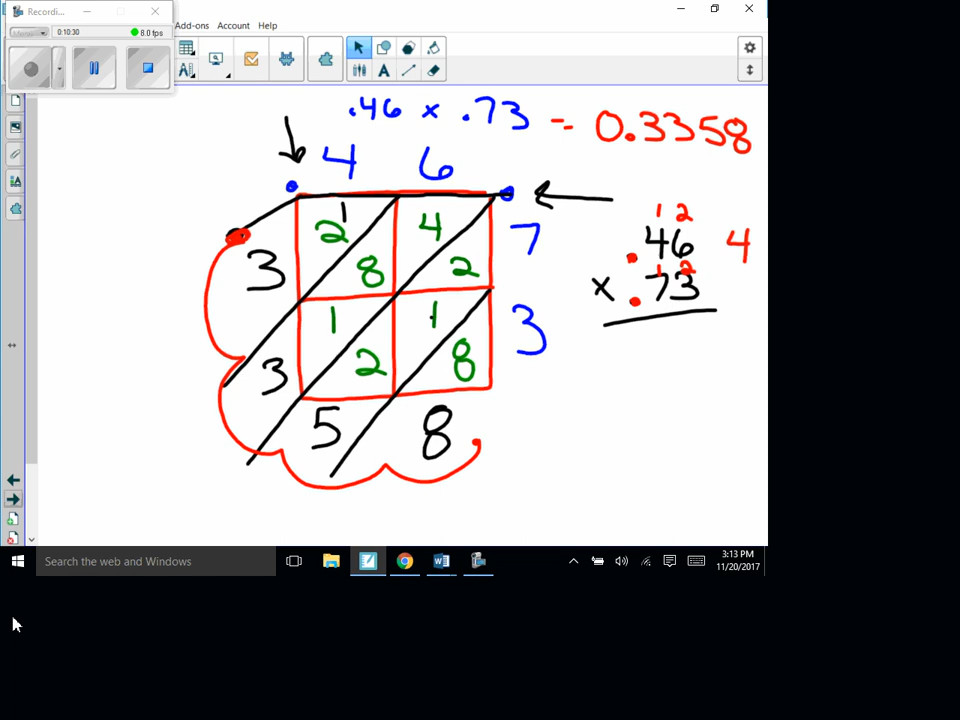 Recordi...
0:10:30 8.0 fps
Add-ons Account Help
.46 x .73 = 0.3358
4 6
1 2
2 1 4 7
.46 4
3 8 2
1 2
x .73
1 1 3
3 2 8
5 8
Search the web and Windows
3:13 PM
11/20/2017